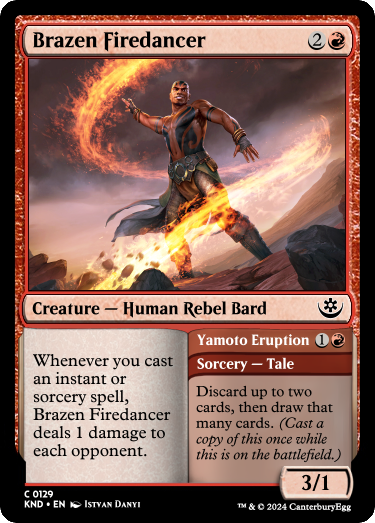 Brazen Firedancer 2
Creature — Human Rebel Bard
Whenever you cast
an instant or
sorcery spell,
Brazen Firedancer
deals 1 damage to
each opponent.
Yamoto Eruption 1
Sorcery — Tale
Discard up to two
cards, then draw that
many cards. (Cast a
copy of this once while
this is on the battlefield.)
3/1
C 0129
KND • EN Istvan Danyi
™ & © 2024 CanterburyEgg